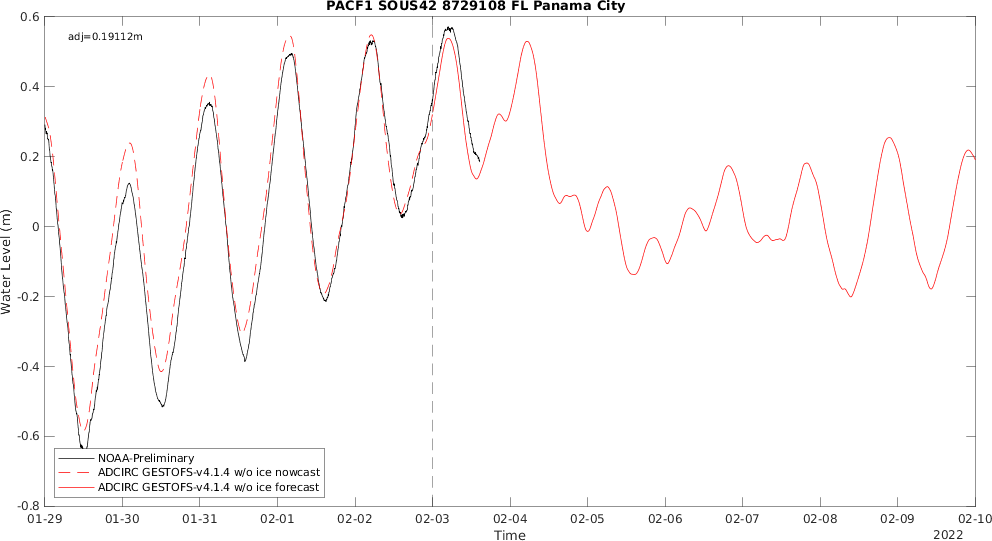 PACF1 SOUS42 8729108 FL Panama City
adj=0.19112m
0.6
0.4
0.2
0
-0.2
-0.4
-0.6
-0.8
Water Level (m)
NOAA-Preliminary
ADCIRC GESTOFS-v4.1.4 w/o ice nowcast
ADCIRC GESTOFS-v4.1.4 w/o ice forecast
01-29 01-30 01-31 02-01 02-02 02-03 02-04 02-05 02-06 02-07 02-08 02-09 02-10
Time
2022